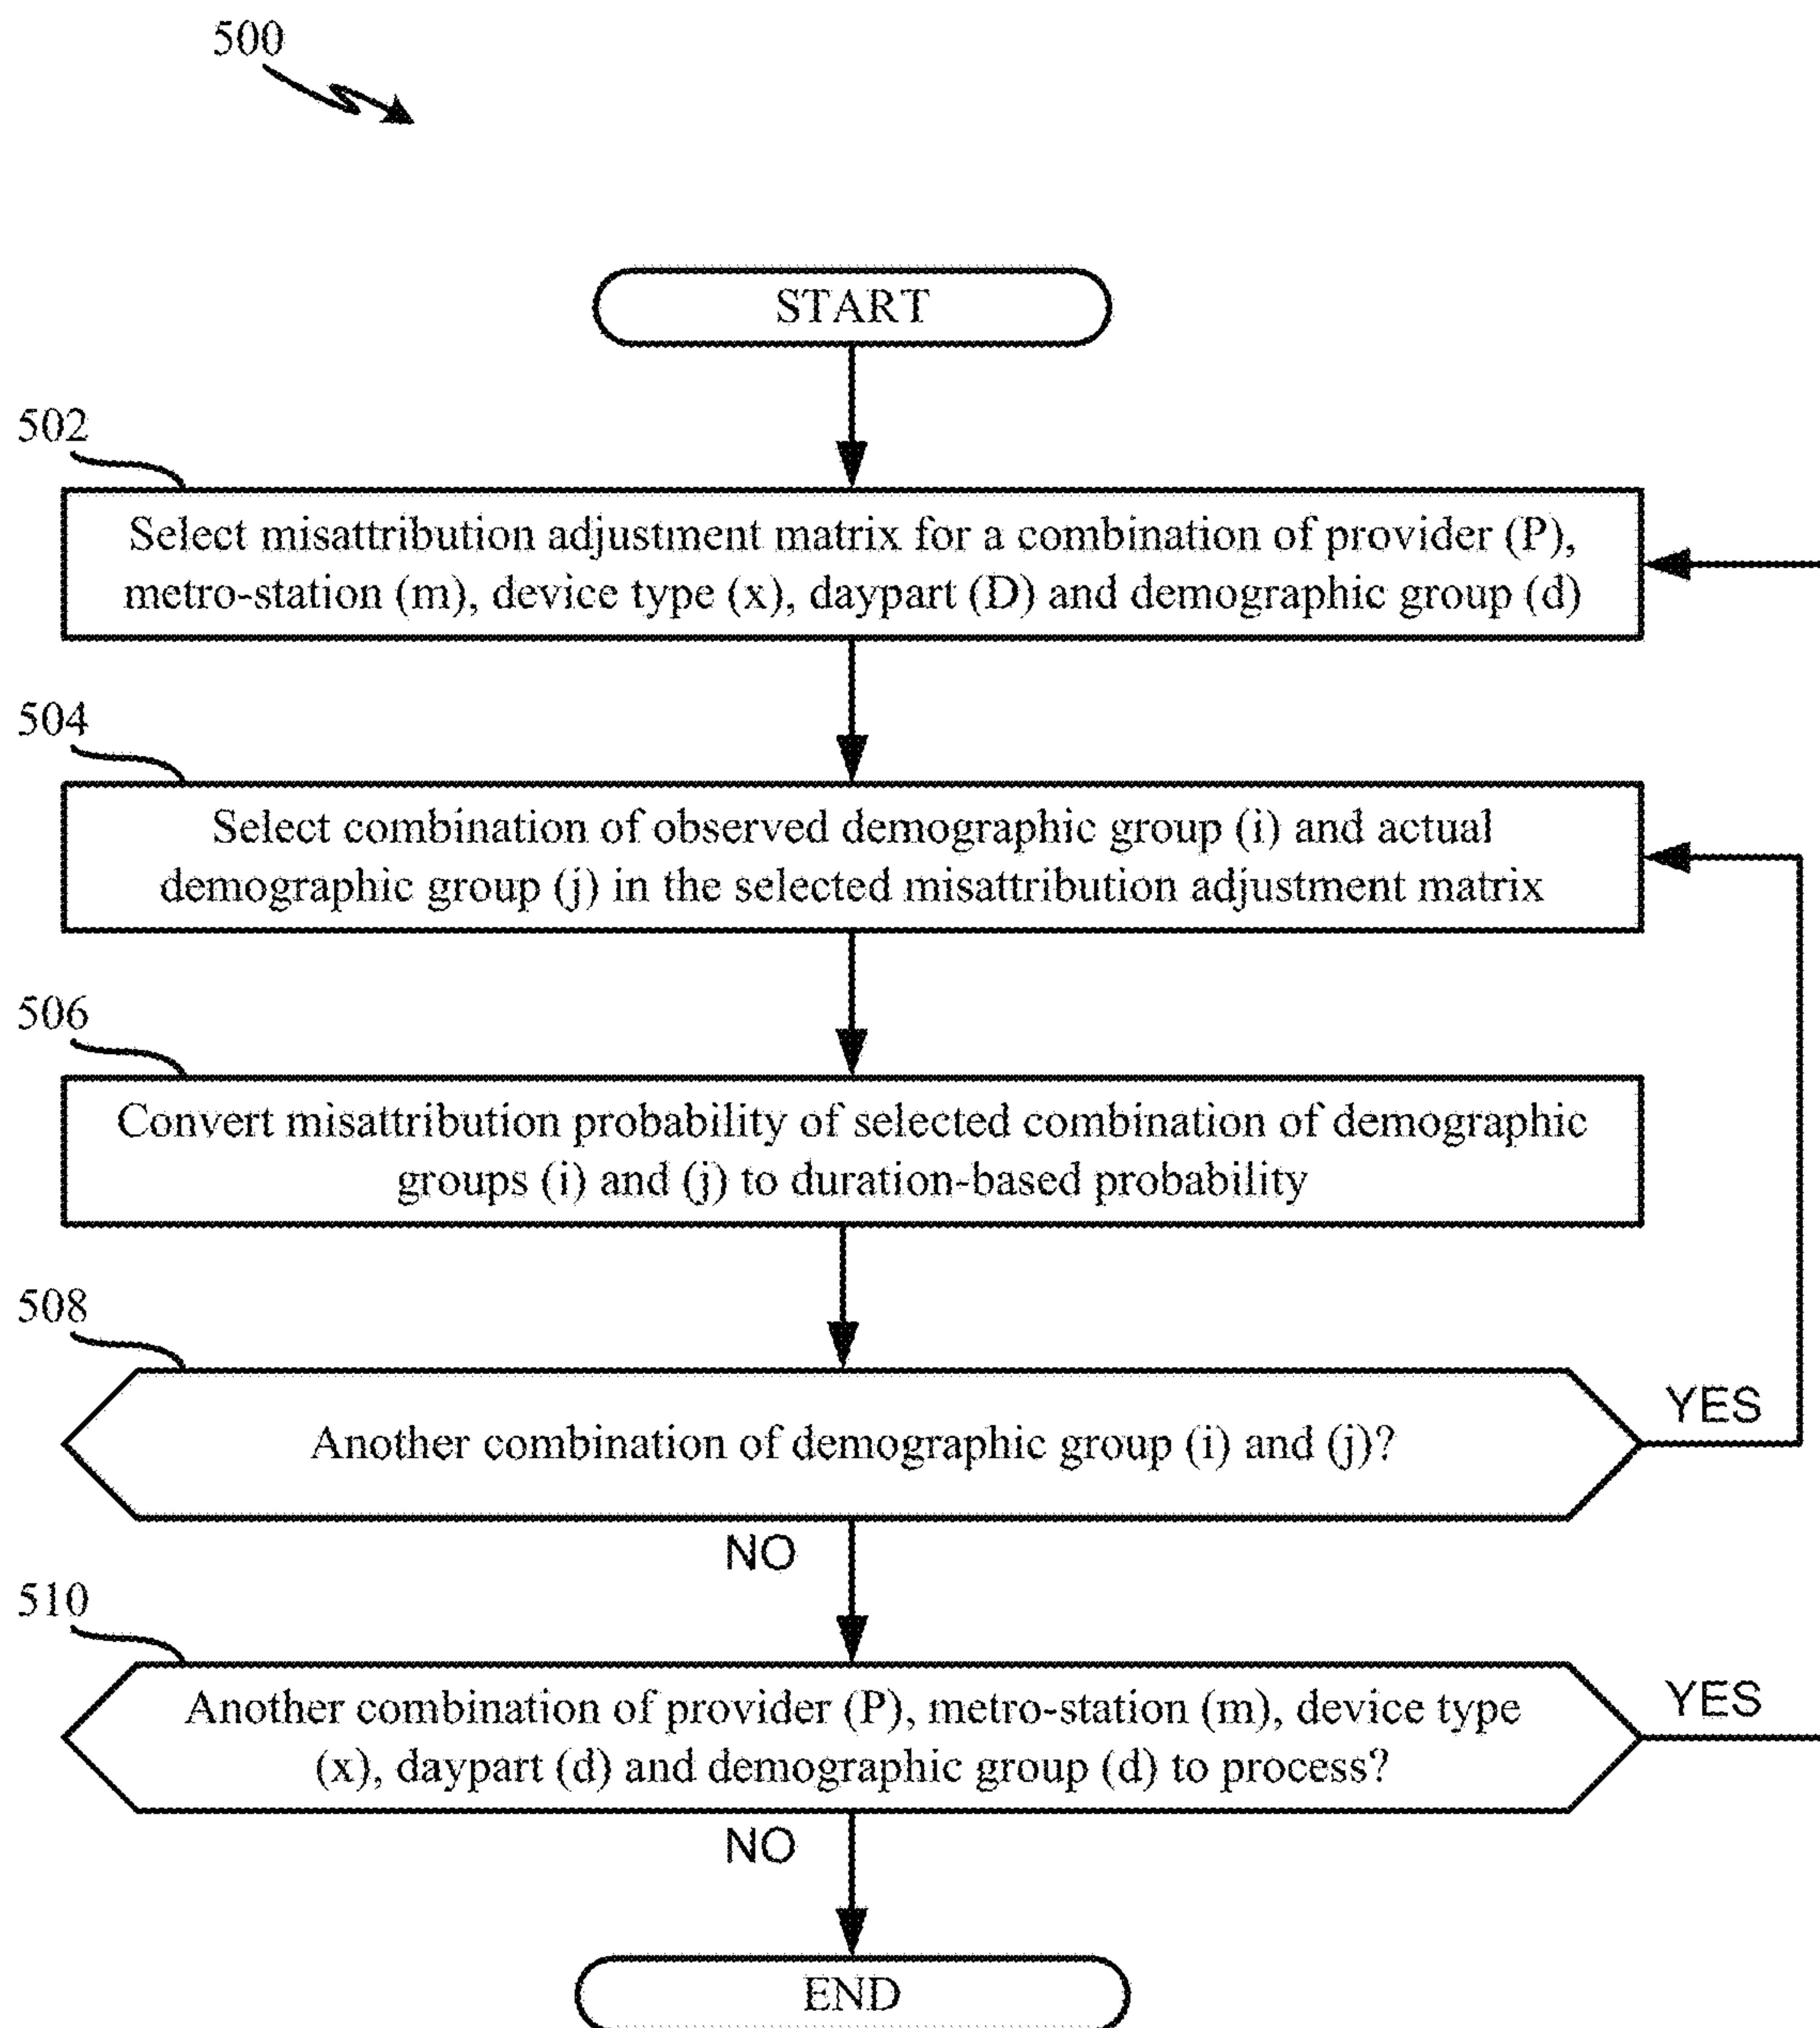 500
START
502
Select misattribution adjustment matrix for a combination of provider (P),
metro-station (m), device type (x), daypart (D) and demographic group (d)
504
Select combination of observed demographic group (i) and actual
demographic group (j) in the selected misattribution adjustment matrix
506
Convert misattribution probability of selected combination of demographic
groups (i) and (j) to duration-based probability
508
Another combination of demographic group (i) and (j)?
YES
NO
510
Another combination of provider (P), metro-station (m), device type
(x), daypart (d) and demographic group (d) to process?
YES
NO
END